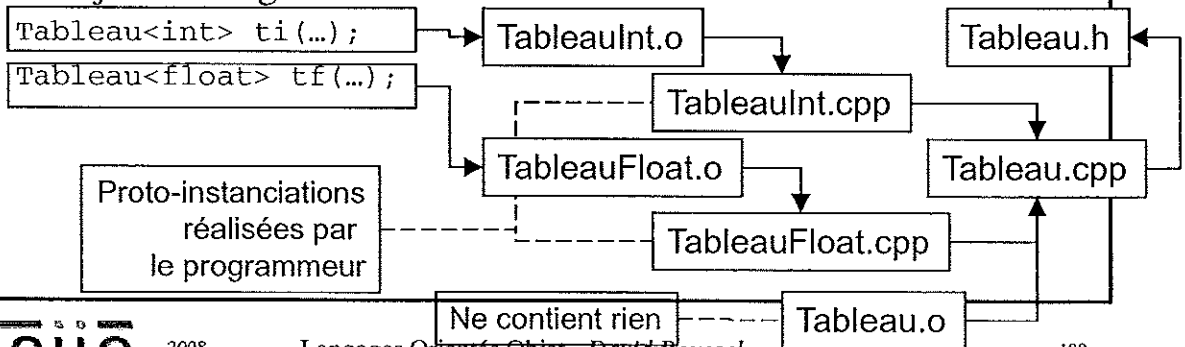 Tableau<int> ti(…);
TableauInt.o
Tableau.h
Tableau<float> tf(…);
TableauInt.cpp
TableauFloat.o
Tableau.cpp
Proto-instanciations
réalisées par
le programmeur
TableauFloat.cpp
Ne contient rien
Tableau.o
2008